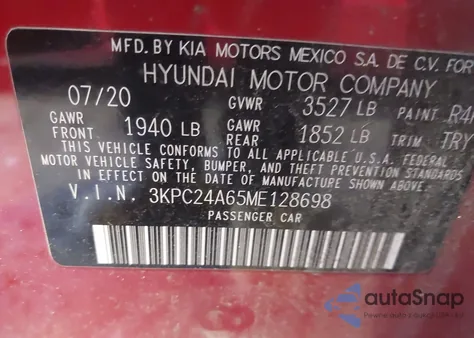 MFD.BY KIA MOTORS MEXICO S.A. DE C.V. FOR
HYUNDAI MOTOR COMPANY
07/20 GVWR 3527 LB PAINT
GAWR FRONT 1940 LB GAWR REAR 1852 LB TRIM TRY
THIS VEHICLE CONFORMS TO ALL APPLICABLE U.S.A. FEDERAL
MOTOR VEHICLE SAFETY, BUMPER, AND THEFT PREVENTION
STANDARDS IN EFFECT ON THE DATE OF MANUFACTURE SHOWN ABOVE.
V.I.N. 3KPC24A65ME128698
PASSENGER CAR
autoSnap